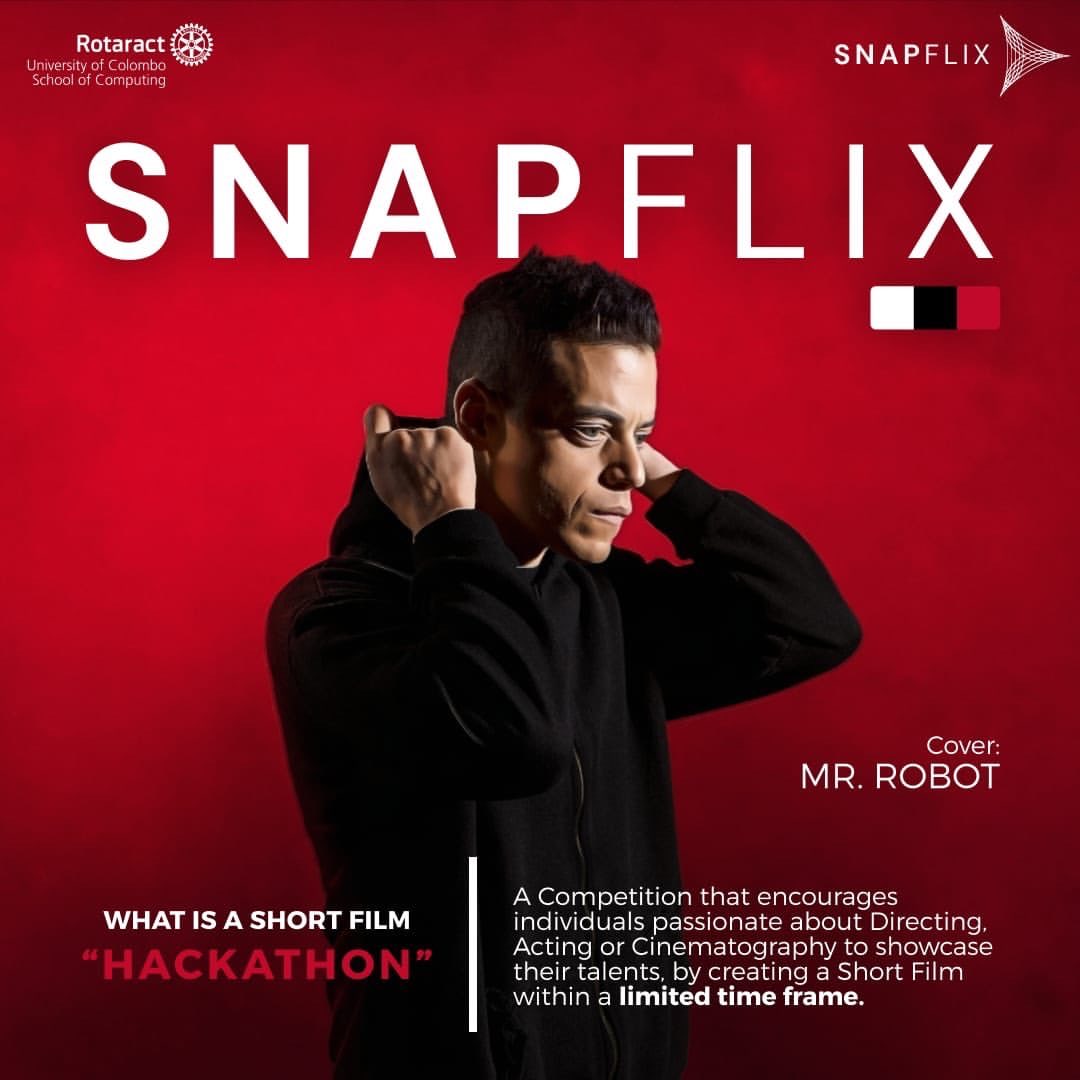 Rotaract
University of Colombo
School of Computing
SNAPFLIX
SNAPFLIX
Cover:
MR. ROBOT
WHAT IS A SHORT FILM
“HACKATHON”
A Competition that encourages
individuals passionate about Directing,
Acting or Cinematography to showcase
their talents, by creating a Short Film
within a limited time frame.